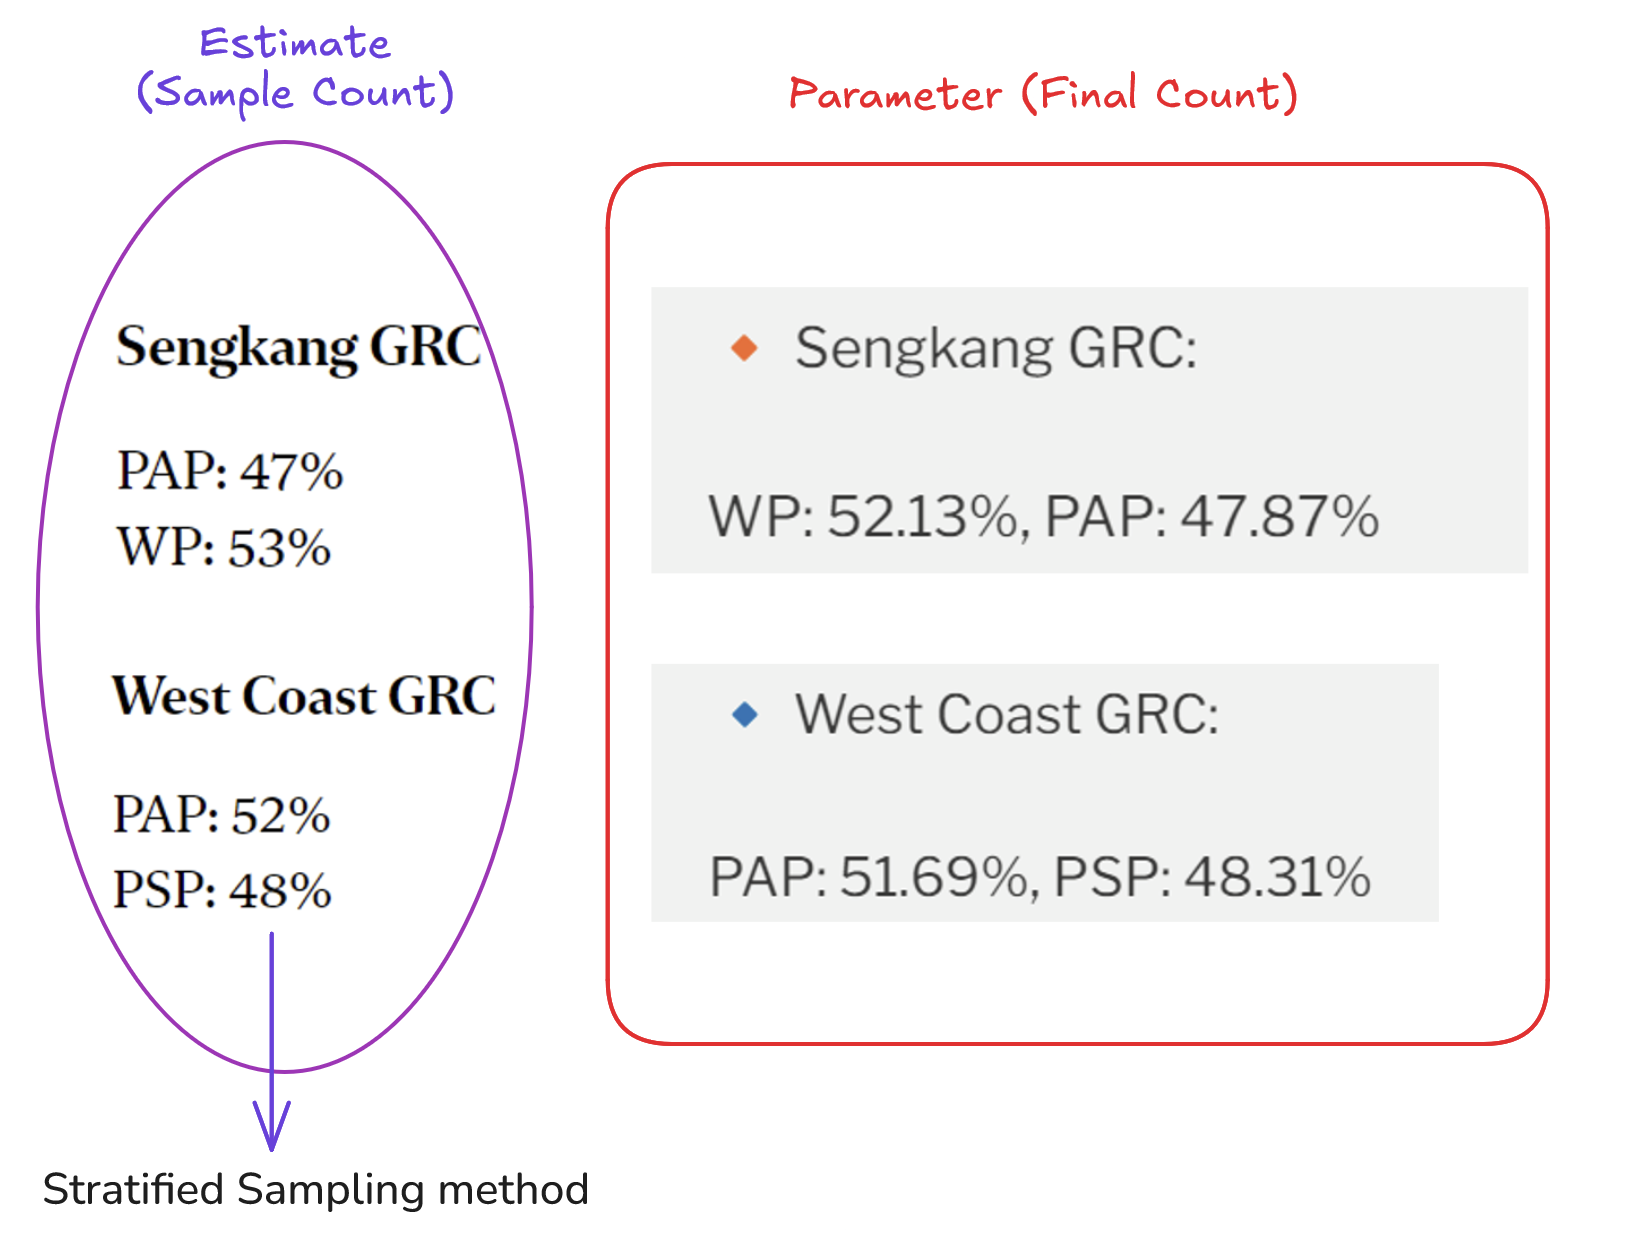 Estimate
(Sample Count)
Parameter (Final Count)
Sengkang GRC
PAP: 47%
WP: 53%
West Coast GRC
PAP: 52%
PSP: 48%
Sengkang GRC:
WP: 52.13%, PAP: 47.87%
West Coast GRC:
PAP: 51.69%, PSP: 48.31%
Stratified Sampling method